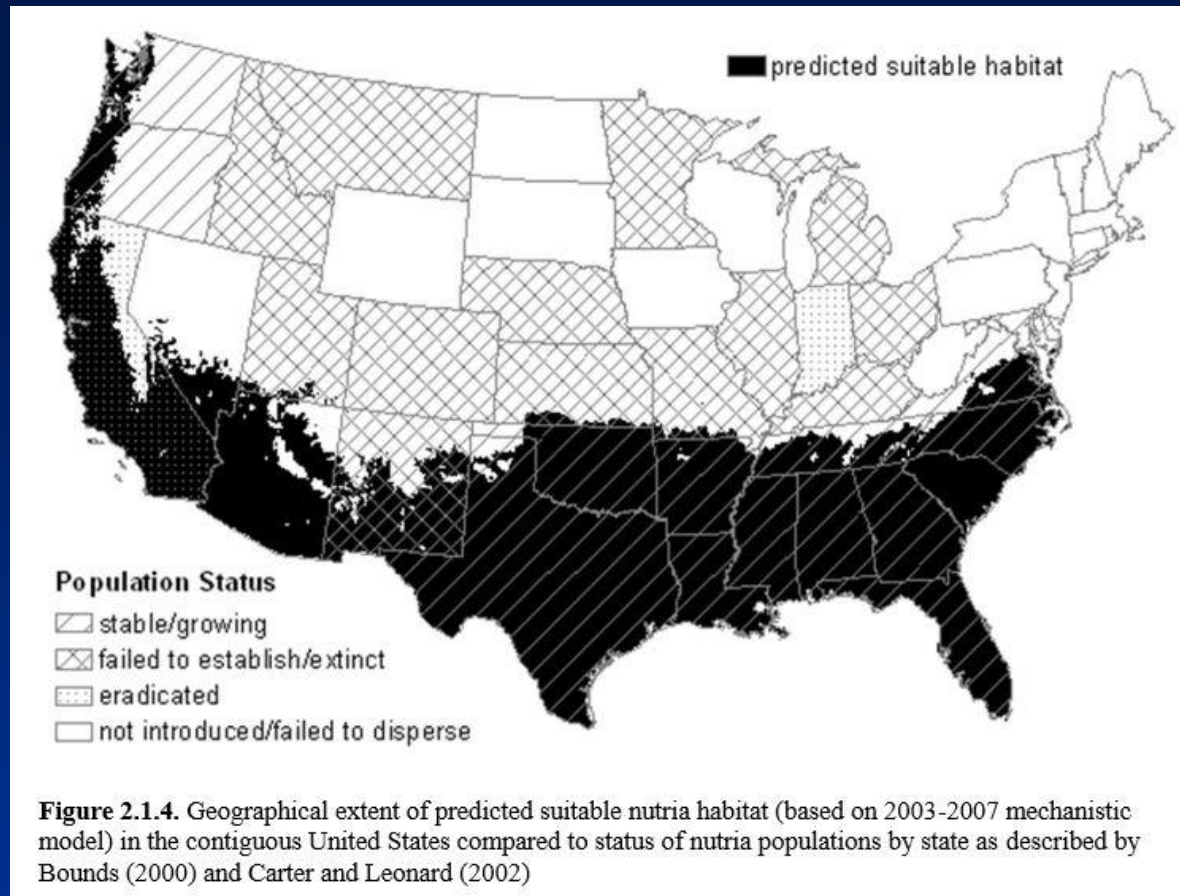 predicted suitable habitat
Population Status
stable/growing
failed to establish/extinct
eradicated
not introduced/failed to disperse
Figure 2.1.4. Geographical extent of predicted suitable nutria habitat (based on 2003-2007 mechanistic
model) in the contiguous United States compared to status of nutria populations by state as described by
Bounds (2000) and Carter and Leonard (2002)